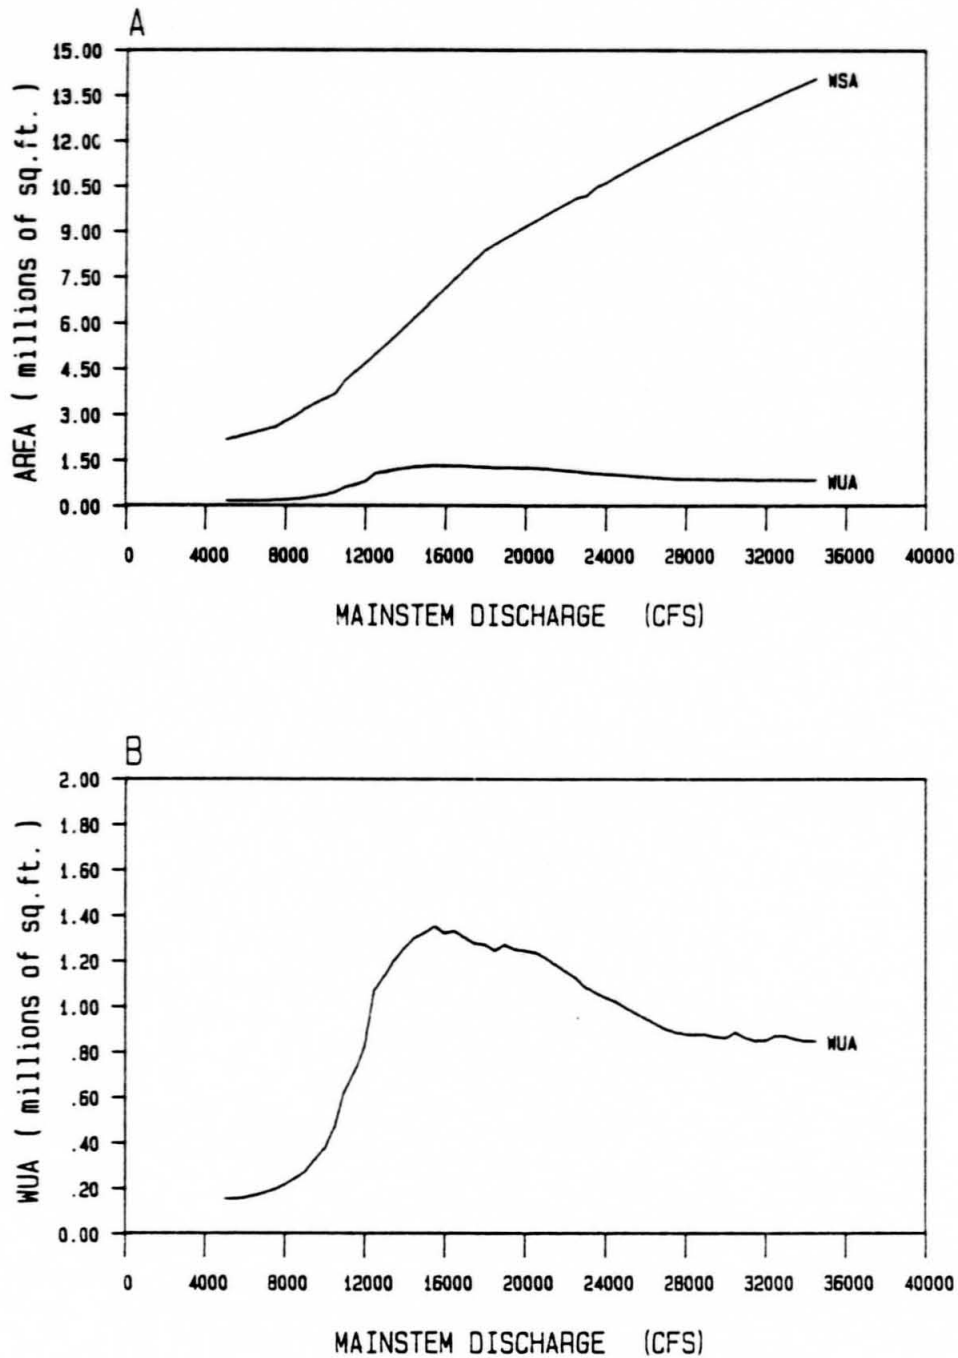 A
15.00
13.50
12.00
10.50
9.00
7.50
6.00
4.50
3.00
1.50
0.00
AREA ( millions of sq.ft. )
WSA
WUA
0 4000 8000 12000 16000 20000 24000 28000 32000 36000 40000
MAINSTEM DISCHARGE (CFS)
B
2.00
1.80
1.60
1.40
1.20
1.00
.80
.60
.40
.20
0.00
WUA ( millions of sq.ft. )
WUA
0 4000 8000 12000 16000 20000 24000 28000 32000 36000 40000
MAINSTEM DISCHARGE (CFS)